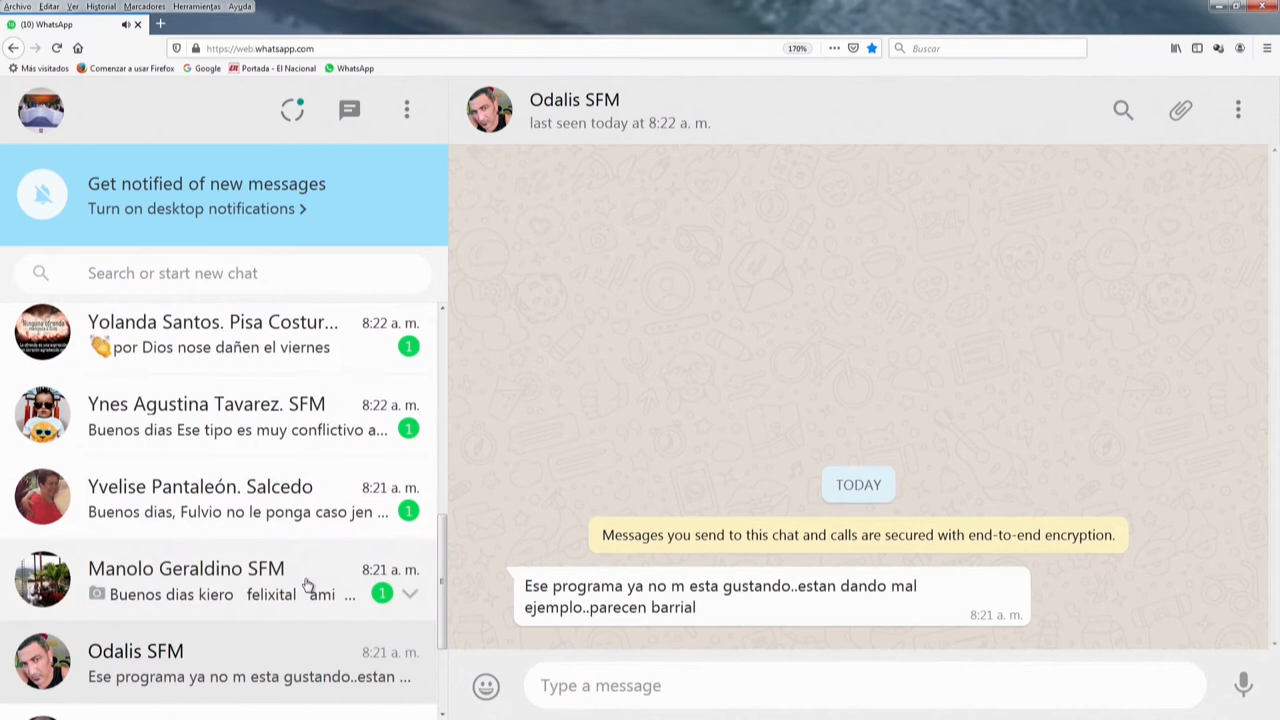 Archivo Editar Ver Historial Marcadores Herramientas Ayuda
(10) WhatsApp
https://web.whatsapp.com
170%
Buscar
Más visitados Comenzar a usar Firefox Google Portada - El Nacional WhatsApp
Odalis SFM
last seen today at 8:22 a. m.
Get notified of new messages
Turn on desktop notifications >
Search or start new chat
Yolanda Santos. Pisa Costur... 8:22 a. m.
por Dios nose dañen el viernes 1
Ynes Agustina Tavarez. SFM 8:22 a. m.
Buenos dias Ese tipo es muy conflictivo a... 1
Yvelise Pantaleón. Salcedo 8:21 a. m.
Buenos dias, Fulvio no le ponga caso jen ... 1
Manolo Geraldino SFM 8:21 a. m.
Buenos dias kiero felixital ami ... 1
Odalis SFM 8:21 a. m.
Ese programa ya no m esta gustando..estan ...
TODAY
Messages you send to this chat and calls are secured with end-to-end encryption.
Ese programa ya no m esta gustando..estan dando mal
ejemplo..parecen barrial
8:21 a. m.
Type a message